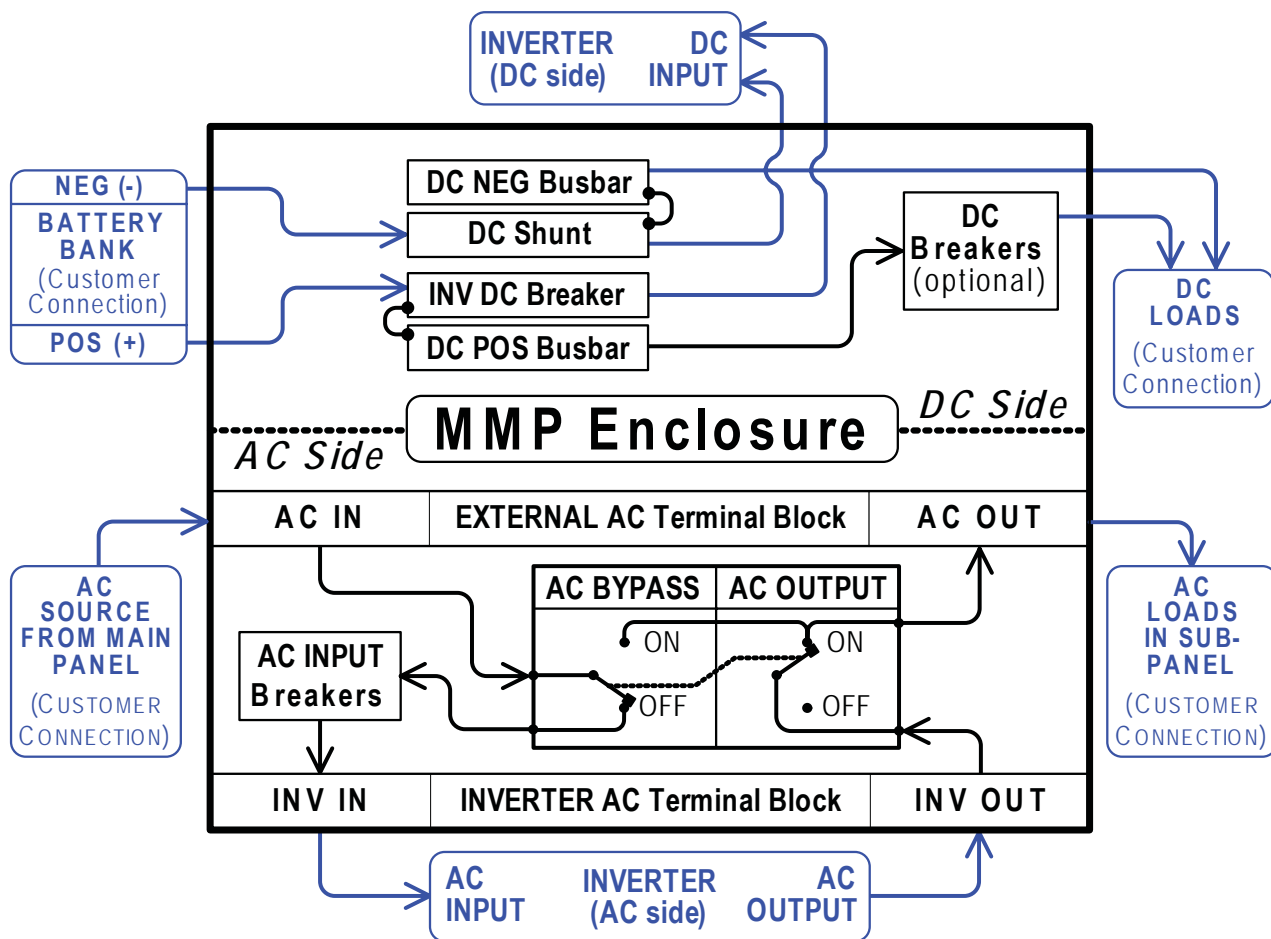 INVERTER
(DC side)
DC
INPUT
NEG (-)
BATTERY
BANK
(Customer
Connection)
POS (+)
DC NEG Busbar
DC Shunt
INV DC Breaker
DC POS Busbar
DC
Breakers
(optional)
DC
LOADS
(Customer
Connection)
MMP Enclosure
DC Side
AC Side
AC IN
EXTERNAL AC Terminal Block
AC OUT
AC
SOURCE
FROM MAIN
PANEL
(CUSTOMER
CONNECTION)
AC INPUT
Breakers
AC BYPASS
ON
OFF
AC OUTPUT
ON
OFF
AC
LOADS
IN SUB-
PANEL
(CUSTOMER
CONNECTION)
INV IN
INVERTER AC Terminal Block
INV OUT
AC
INPUT
INVERTER
(AC side)
AC
OUTPUT